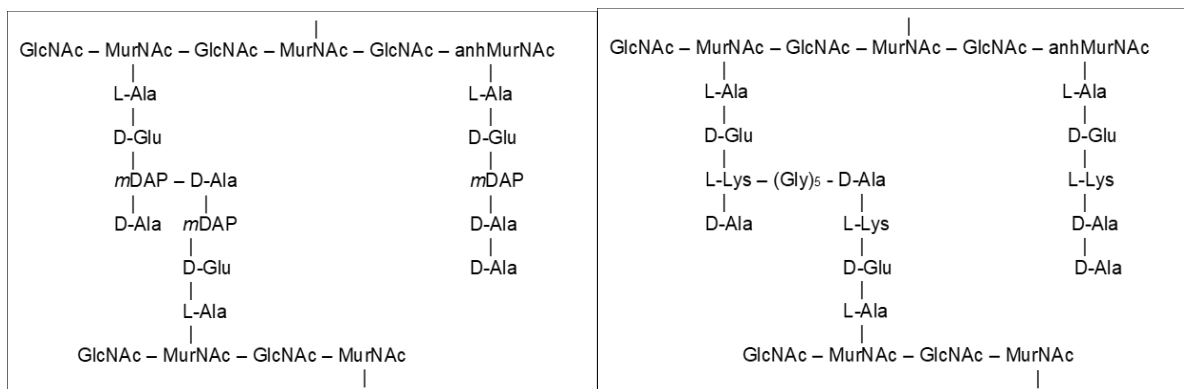 GlcNAc – MurNAc – GlcNAc – MurNAc – GlcNAc – anhMurNAc
L-Ala L-Ala
D-Glu D-Glu
mDAP – D-Ala mDAP
D-Ala mDAP D-Ala
D-Glu D-Ala
L-Ala
GlcNAc – MurNAc – GlcNAc – MurNAc
GlcNAc – MurNAc – GlcNAc – MurNAc – GlcNAc – anhMurNAc
L-Ala L-Ala
D-Glu D-Glu
L-Lys – (Gly)₅ - D-Ala L-Lys
D-Ala L-Lys D-Ala
D-Glu D-Ala
L-Ala
GlcNAc – MurNAc – GlcNAc – MurNAc